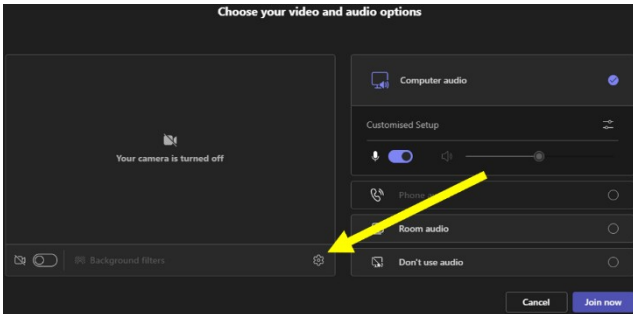 Choose your video and audio options
Your camera is turned off
Background filters
Computer audio
Customised Setup
Phone
Room audio
Don't use audio
Cancel
Join now